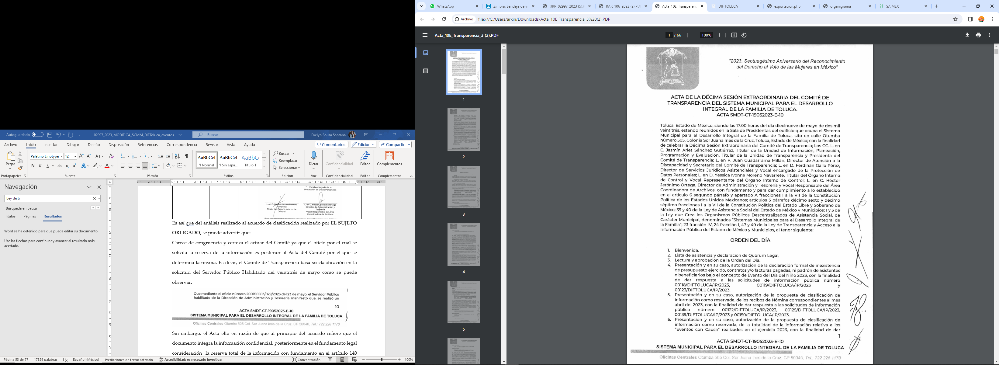 Autoguardado
02997_2023_MODIFICA_SCMM_DIFToluca_eventos...
Buscar
Evelyn Souza Santana
Archivo Inicio Insertar Dibujar Diseño Disposición Referencias Correspondencia Revisar Vista Ayuda
Comentarios Edición Compartir
Pegar
Palatino Linotype 12
N K S ab x₂ x²
AaBbCcI AaBbCcI AaBbCc
¶ Normal ¶ Sin espa... Título 1
Buscar
Reemplazar
Seleccionar
Dictar Confidencialidad Editor Complementos
Portapapeles Fuente Párrafo Estilos Edición Voz Confidencialidad Editor Complementos
Navegación
Ley de tr
Búsqueda en pausa
Títulos Páginas Resultados
Word se ha detenido para que pueda editar su documento.
Use las flechas para continuar y avanzar al resultado más
acertado.
Vocal encargada de la
Protección de Datos Personales
L. en D. Yessica Ivonne Moreno
Navarrete
Titular del Órgano Interno de
Control
L. en C. Héctor Jerónimo Ortega
Director de Administración y
Tesorería
Vocal Responsable del Área
Coordinadora de Archivos
Es así que del análisis realizado al acuerdo de clasificación realizado por EL SUJETO
OBLIGADO, se puede advertir que:
Carece de congruencia y certeza el actuar del Comité ya que el oficio por el cual se
solicita la reserva de la información es posterior al Acta del Comité por el que se
determina la misma. Es decir, el Comité de Transparencia basa su clasificación en la
solicitud del Servidor Público Habilitado del veintitrés de mayo como se puede
observar:
Que mediante el oficio número 200B10503/029/2023 del 23 de mayo, el Servidor Público
habilitado de la Dirección de Administración y Tesorería manifestó que, se realizó un
10
ACTA SMDT-CT-19052023-E-10
SISTEMA MUNICIPAL PARA EL DESARROLLO INTEGRAL DE LA FAMILIA DE TOLUCA
Oficinas Centrales Otumba 505 Col. Sor Juana Inés de la Cruz, CP 50040, Tel.: 722 226 1170
Sin embargo, el Acta ello en razón de que al principio del acuerdo refiere que el
documento integra la información confidencial, posteriormente en el fundamento legal
consideración la reserva total de la información con fundamento en el artículo 140
Página 53 de 77 17329 palabras Español (México) Predicciones de texto: activado Accesibilidad: es necesario investigar Concentración 100%
WhatsApp
Zimbra: Bandeja de e
IJRR_02997_2023 (5).
RAR_106_2023 (2).PD
Acta_10E_Transparen
DIF TOLUCA
exportacion.php
organigrama
SAIMEX
Archivo file:///C:/Users/arkin/Downloads/Acta_10E_Transparencia_3%20(2).PDF
Acta_10E_Transparencia_3 (2).PDF
1 / 66
100%
1
2
3
4
5
"2023. Septuagésimo Aniversario del Reconocimiento
del Derecho al Voto de las Mujeres en México"
ACTA DE LA DÉCIMA SESIÓN EXTRAORDINARIA DEL COMITÉ DE
TRANSPARENCIA DEL SISTEMA MUNICIPAL PARA EL DESARROLLO
INTEGRAL DE LA FAMILIA DE TOLUCA.
ACTA SMDT-CT-19052023-E-10
Toluca, Estado de México, siendo las 17:00 horas del día diecinueve de mayo de dos mil
veintitrés, estando reunidos en la Sala de Presidentas del edificio que ocupa el Sistema
Municipal para el Desarrollo Integral de la Familia de Toluca, sito en calle Otumba
número 505, Colonia Sor Juana Inés de la Cruz, Toluca, Estado de México; con la finalidad
de celebrar la Décima Sesión Extraordinaria del Comité de Transparencia; Los CC. L. en
C. Jasmín Arlet Sánchez Gutiérrez, Titular de la Unidad de Información, Planeación,
Programación y Evaluación, Titular de la Unidad de Transparencia y Presidenta del
Comité de Transparencia; L. en P. Juan Guadarrama Millán, Director de Atención a la
Discapacidad y Secretario del Comité de Transparencia; L. en D. Ferdinan Gallo Pérez,
Director de Servicios Jurídicos Asistenciales y Vocal encargado de la Protección de
Datos Personales; L. en D. Yessica Ivonne Moreno Navarrete, Titular del Órgano Interno
de Control y Vocal Representante del Órgano Interno de Control; L. en C. Héctor
Jerónimo Ortega, Director de Administración y Tesorería y Vocal Responsable del Área
Coordinadora de Archivos; con fundamento y para dar cumplimiento a lo establecido
en el artículo 6 segundo párrafo y apartado A fracciones I a la VII de la Constitución
Política de los Estados Unidos Mexicanos; artículos 5 párrafos décimo sexto y décimo
séptimo fracciones I a la VII de la Constitución Política del Estado Libre y Soberano de
México; 39 y 40 de la Ley de Asistencia Social del Estado de México y Municipios; 1 y 3 de
la Ley que Crea los Organismos Públicos Descentralizados de Asistencia Social, de
Carácter Municipal, denominados "Sistemas Municipales para el Desarrollo Integral de
la Familia"; 23 fracción IV, 24 fracción I, 47 y 49 de la Ley de Transparencia y Acceso a la
Información Pública del Estado de México y Municipios, al tenor siguiente:
ORDEN DEL DÍA
1. Bienvenida.
2. Lista de asistencia y declaración de Quórum Legal.
3. Lectura y aprobación de la Orden del Día.
4. Presentación y en su caso, autorización de la declaración formal de inexistencia
de presupuesto ejercido, contratos y/o facturas pagadas, ni padrón de asistentes
o beneficiarios bajo el concepto de Evento del Día del Niño 2023, con la finalidad
de dar respuesta a las solicitudes de información pública número
00118/DIFTOLUCA/IP/2023, 00119/DIFTOLUCA/IP/2023 y
00123/DIFTOLUCA/IP/2023.
5. Presentación y en su caso, autorización de la propuesta de clasificación de
información como reservada, de los recibos de Nómina correspondientes al mes
abril del 2023, con la finalidad de dar respuesta a las solicitudes de información
pública número 00122/DIFTOLUCA/IP/2023, 00125/DIFTOLUCA/IP/2023,
00139/DIFTOLUCA/IP/2023 y 00150/DIFTOLUCA/IP/2023.
6. Presentación y en su caso, autorización de la propuesta de clasificación de
información como reservada, de la totalidad de la información relativa a los
"Eventos con Causa" realizados en el ejercicio 2023, con la finalidad de dar
1
ACTA SMDT-CT-19052023-E-10
SISTEMA MUNICIPAL PARA EL DESARROLLO INTEGRAL DE LA FAMILIA DE TOLUCA
Oficinas Centrales Otumba 505 Col. Sor Juana Inés de la Cruz, CP 50040, Tel.: 722 226 1170